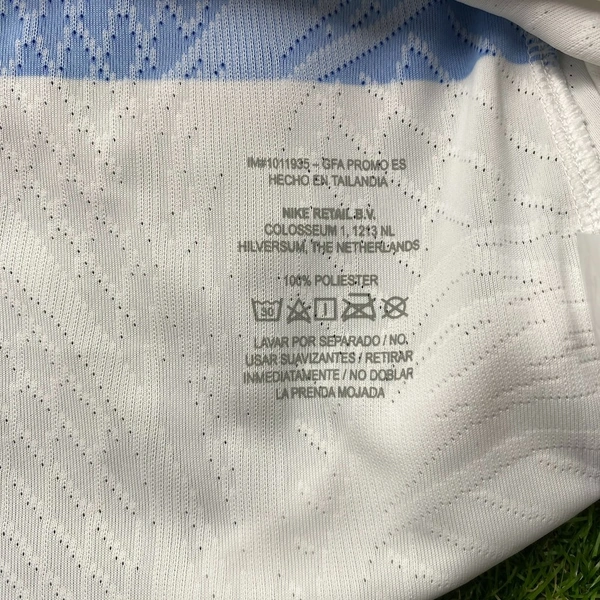 IM#1011935 – GFA PROMO ES
HECHO EN TAILANDIA
NIKE RETAIL B.V.
COLOSSEUM 1, 1213 NL
HILVERSUM, THE NETHERLANDS
100% POLIESTER
30
LAVAR POR SEPARADO / NO
USAR SUAVIZANTES / RETIRAR
INMEDIATAMENTE / NO DOBLAR
LA PRENDA MOJADA